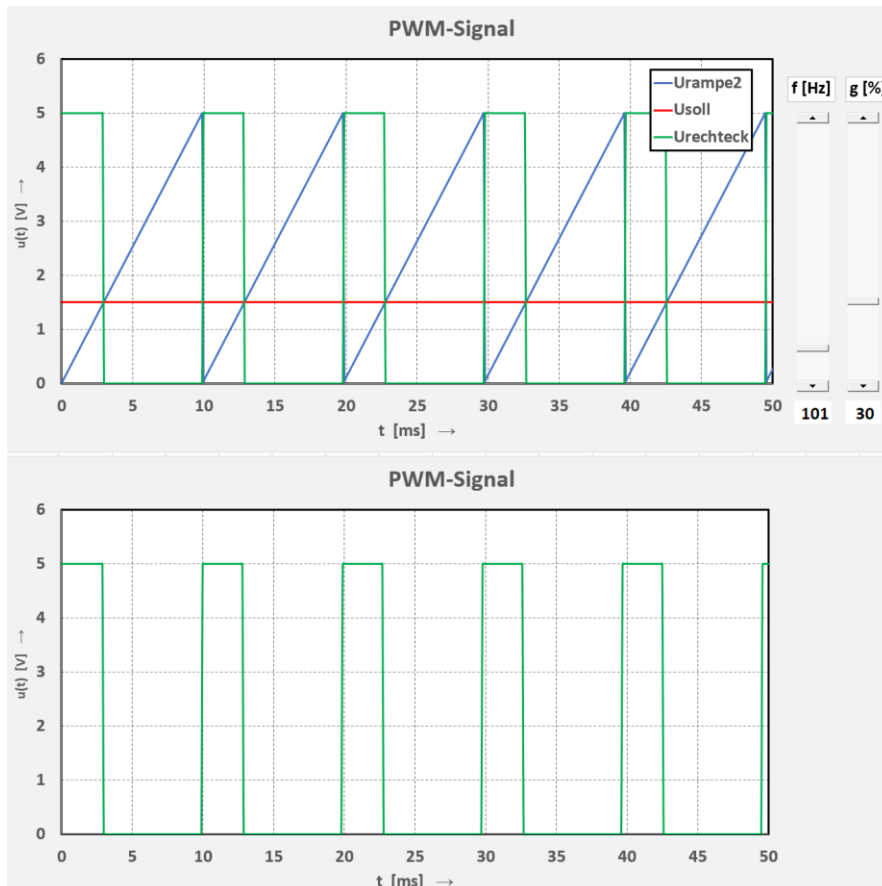 PWM-Signal
6
5
4
3
2
1
0
u(t) [V] →
Urampe2
Usoll
Urechteck
0 5 10 15 20 25 30 35 40 45 50
t [ms] →
f [Hz] g [%]
101 30
PWM-Signal
6
5
4
3
2
1
0
u(t) [V] →
0 5 10 15 20 25 30 35 40 45 50
t [ms] →